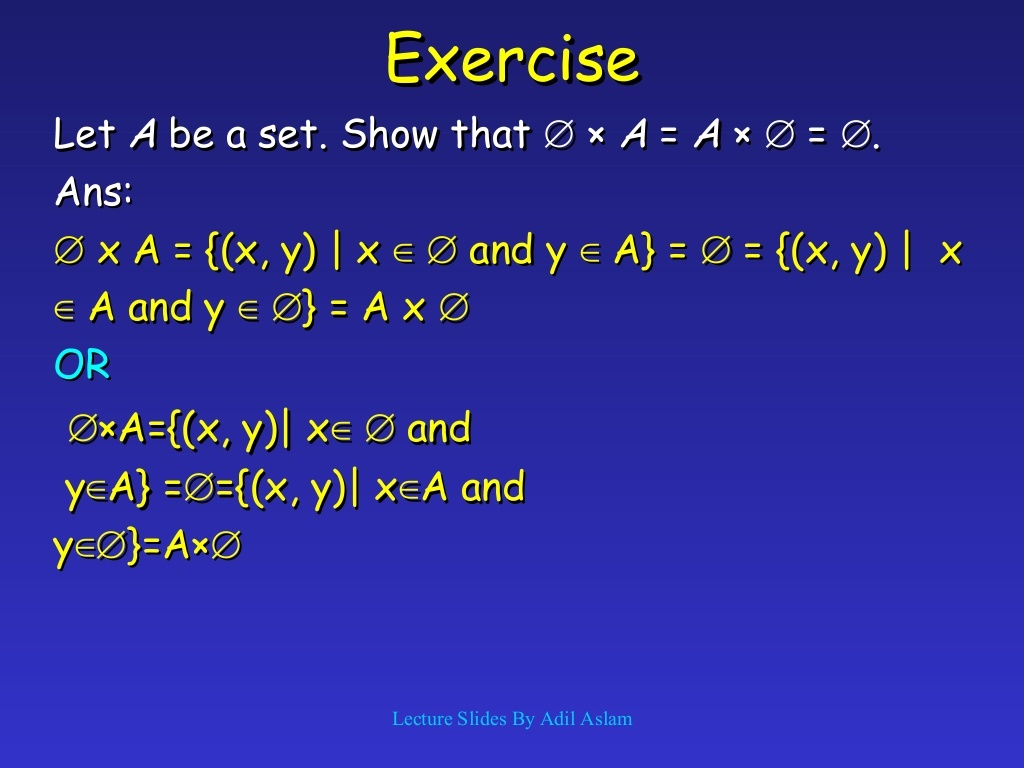 Exercise
Let A be a set. Show that ∅ × A = A × ∅ = ∅.
Ans:
∅ x A = {(x, y) | x ∈ ∅ and y ∈ A} = ∅ = {(x, y) | x
∈ A and y ∈ ∅} = A x ∅
OR
∅×A={(x, y)| x∈ ∅ and
y∈A} =∅={(x, y)| x∈A and
y∈∅}=A×∅
Lecture Slides By Adil Aslam